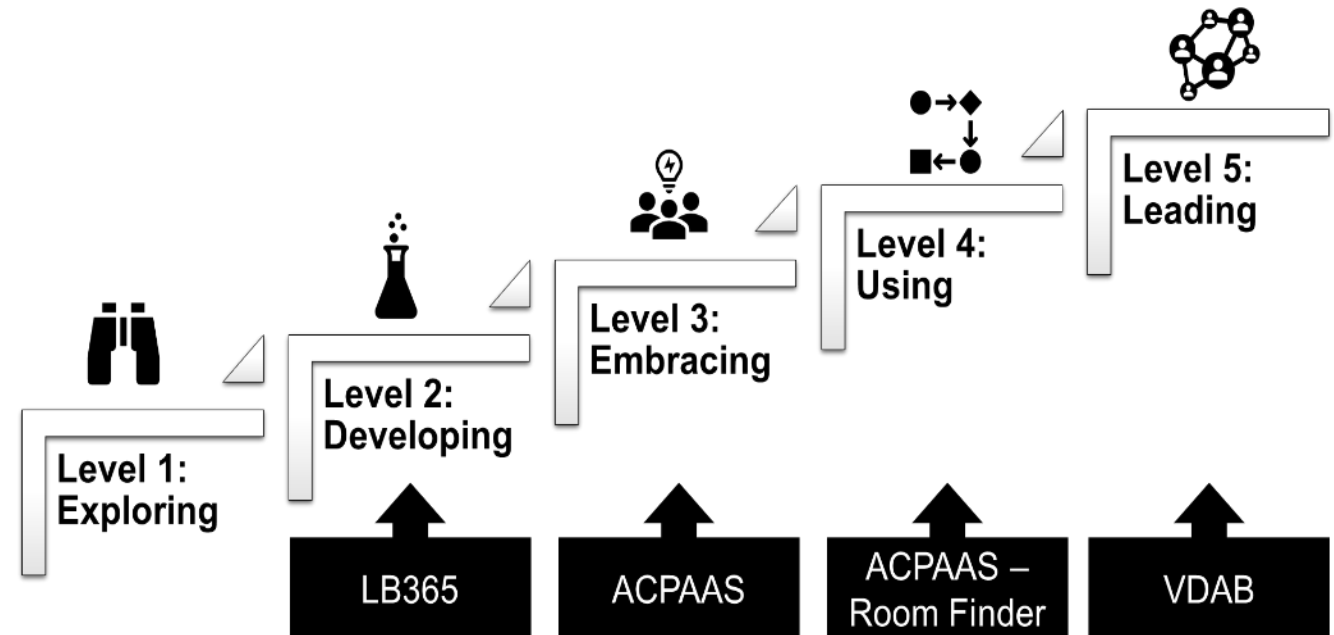 Level 1:
Exploring
Level 2:
Developing
Level 3:
Embracing
Level 4:
Using
Level 5:
Leading
LB365
ACPAAS
ACPAAS –
Room Finder
VDAB